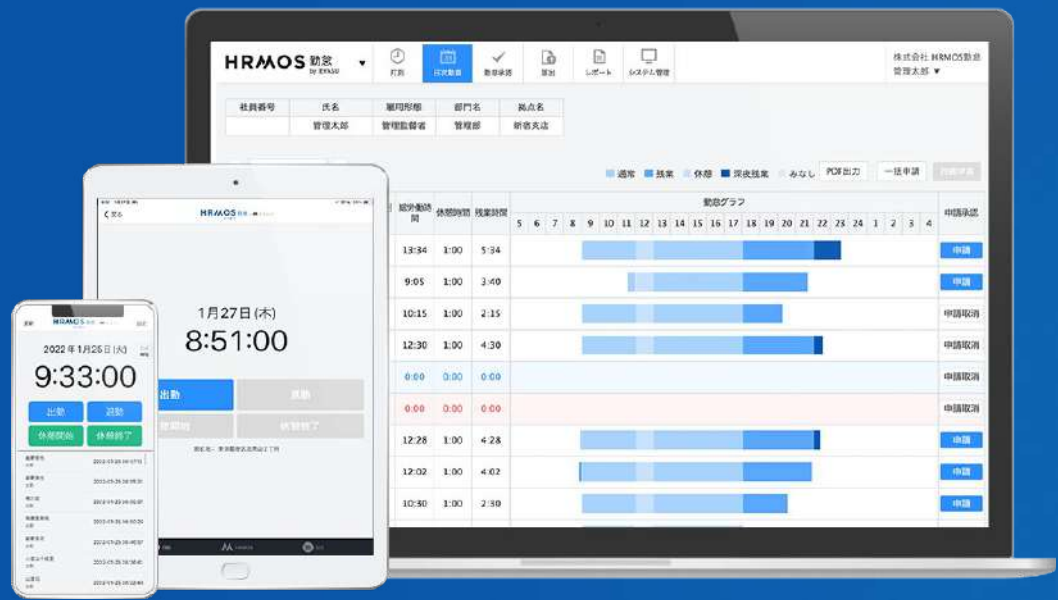 HRMOS 勤怠
by IEYASU
▼
打刻
日次勤怠
勤怠承認
届出
レポート
システム管理
株式会社 HRMOS勤怠
管理太郎 ▼
社員番号 氏名 雇用形態 部門名 拠点名
管理太郎 管理監督者 管理部 新宿支店
通常 残業 休憩 深夜残業 みなし PDF出力 一括申請
総労働時間 休憩時間 残業時間 勤怠グラフ 申請承認
5 6 7 8 9 10 11 12 13 14 15 16 17 18 19 20 21 22 23 24 1 2 3 4
13:34 1:00 5:34 申請
9:05 1:00 3:40 申請
10:15 1:00 2:15 申請取消
12:30 1:00 4:30 申請取消
0:00 0:00 0:00 申請取消
0:00 0:00 0:00 申請取消
12:28 1:00 4:28 申請
12:02 1:00 4:02 申請
10:30 1:00 2:30 申請
戻る
HRMOS
1月27日(木)
8:51:00
出勤
退勤
休憩終了
HRMOS
2022年1月25日(火)
9:33:00
出勤 退勤
休憩開始 休憩終了